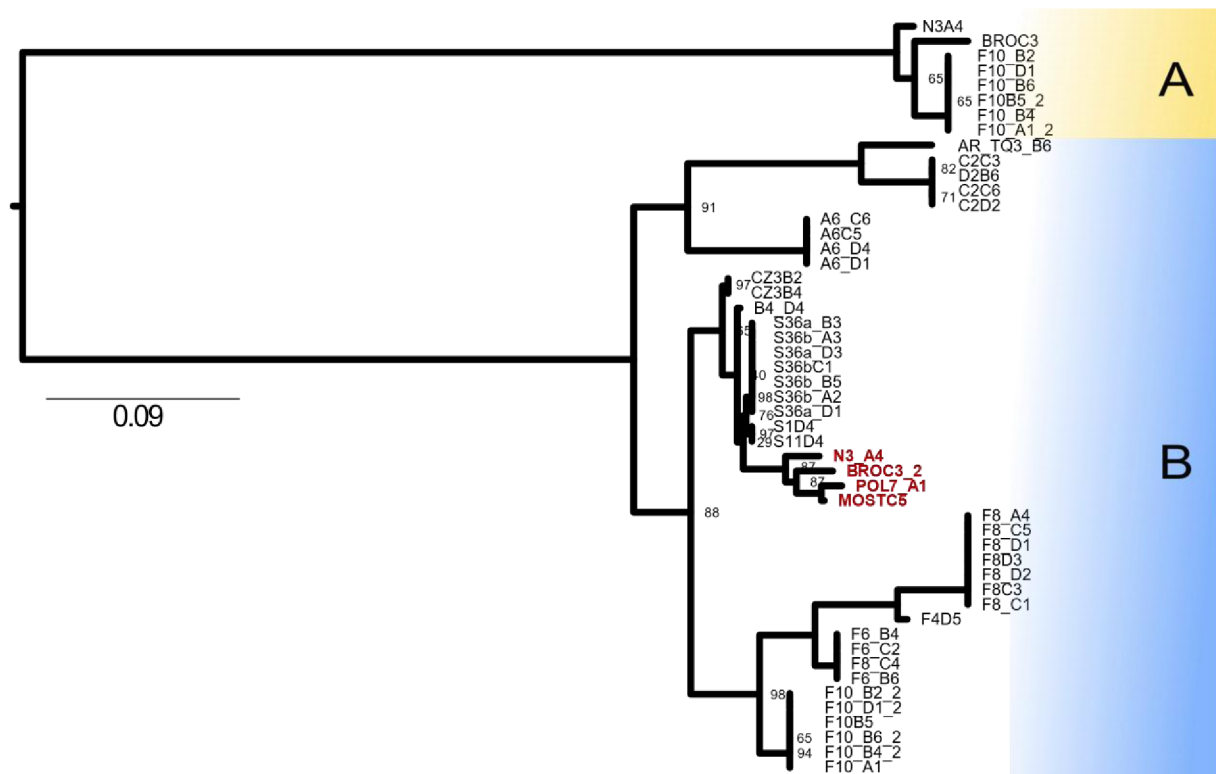 N3A4
BROC3
F10_B2
F10_D1
65
F10_B6
65
F10B5_2
F10_B4
F10_A1_2
A
AR_TQ3_B6
C2C3
82
D2B6
C2C6
71
C2D2
91
A6_C6
A6C5
A6_D4
A6_D1
97
CZ3B2
CZ3B4
B4_D4
S36a_B3
65
S36b_A3
S36a_D3
S36bC1
S36b_B5
98
S36b_A2
76
S36a_D1
0.09
97
S1D4
29
S11D4
N3_A4
87
BROC3_2
87
POL7_A1
MOSTC5
B
88
F8_A4
F8_C5
F8_D1
F8D3
F8_D2
F8C3
F8_C1
F4D5
F6_B4
F6_C2
F8_C4
F6_B6
98
F10_B2_2
F10_D1_2
F10B5
65
F10_B6_2
94
F10_B4_2
F10_A1